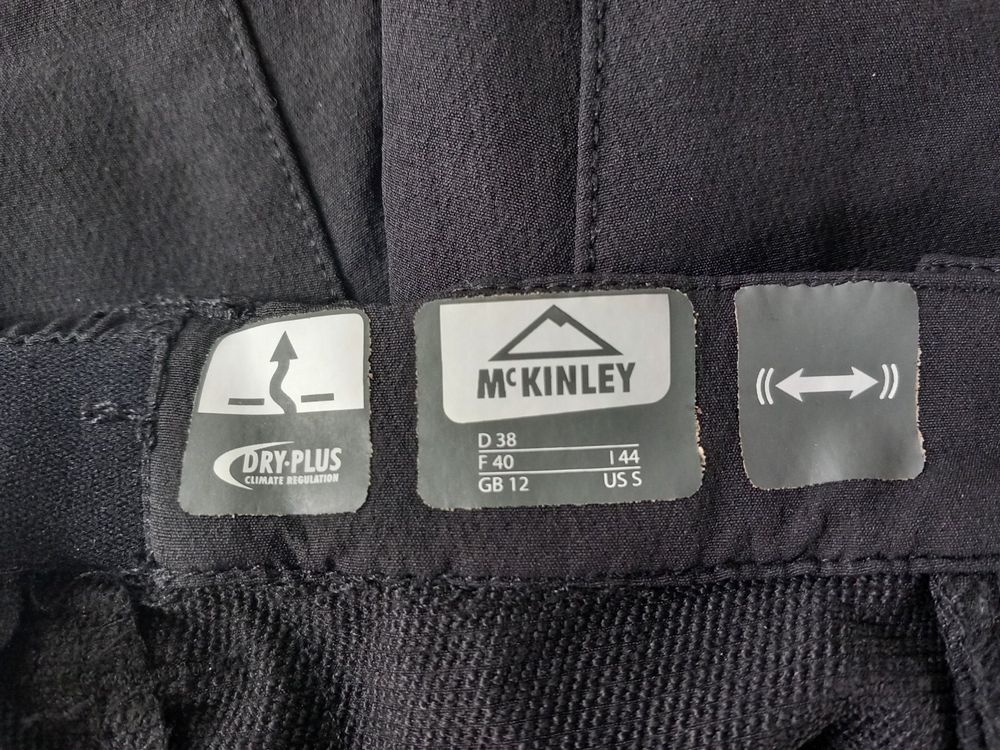 DRY·PLUS
CLIMATE REGULATION
McKINLEY
D 38
F 40 I 44
GB 12 US S